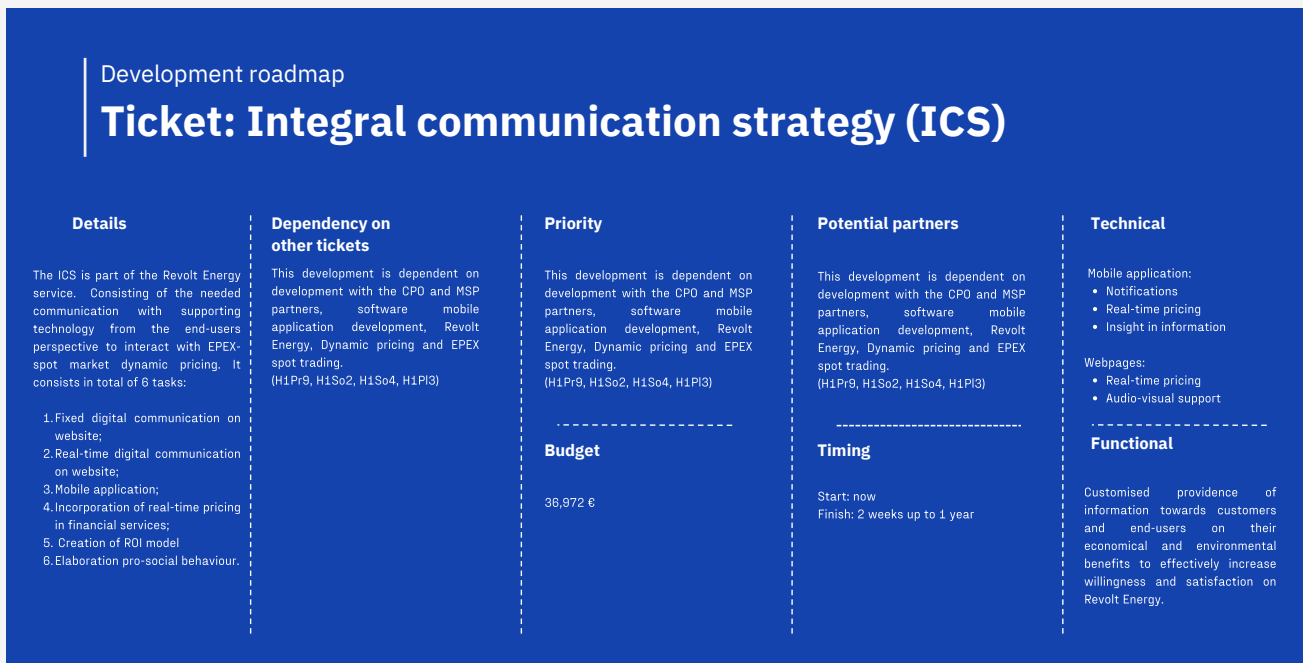 Development roadmap
Ticket: Integral communication strategy (ICS)
Details
The ICS is part of the Revolt Energy
service. Consisting of the needed
communication with supporting
technology from the end-users
perspective to interact with EPEX-
spot market dynamic pricing. It
consists in total of 6 tasks:
1. Fixed digital communication on
website;
2. Real-time digital communication
on website;
3. Mobile application;
4. Incorporation of real-time pricing
in financial services;
5. Creation of ROI model
6. Elaboration pro-social behaviour.
Dependency on
other tickets
This development is dependent on
development with the CPO and MSP
partners, software mobile
application development, Revolt
Energy, Dynamic pricing and EPEX
spot trading.
(H1Pr9, H1So2, H1So4, H1Pl3)
Priority
This development is dependent on
development with the CPO and MSP
partners, software mobile
application development, Revolt
Energy, Dynamic pricing and EPEX
spot trading.
(H1Pr9, H1So2, H1So4, H1Pl3)
Budget
36,972 €
Potential partners
This development is dependent on
development with the CPO and MSP
partners, software mobile
application development, Revolt
Energy, Dynamic pricing and EPEX
spot trading.
(H1Pr9, H1So2, H1So4, H1Pl3)
Timing
Start: now
Finish: 2 weeks up to 1 year
Technical
Mobile application:
• Notifications
• Real-time pricing
• Insight in information
Webpages:
• Real-time pricing
• Audio-visual support
Functional
Customised providence of
information towards customers
and end-users on their
economical and environmental
benefits to effectively increase
willingness and satisfaction on
Revolt Energy.